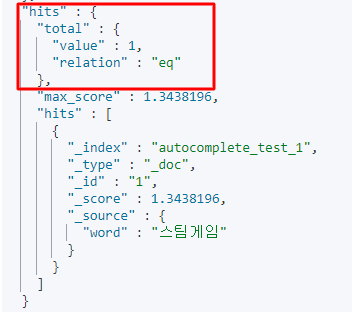 "hits" : {
"total" : {
"value" : 1,
"relation" : "eq"
},
"max_score" : 1.3438196,
"hits" : [
{
"_index" : "autocomplete_test_1",
"_type" : "_doc",
"_id" : "1",
"_score" : 1.3438196,
"_source" : {
"word" : "스팀게임"
}
}
]
}